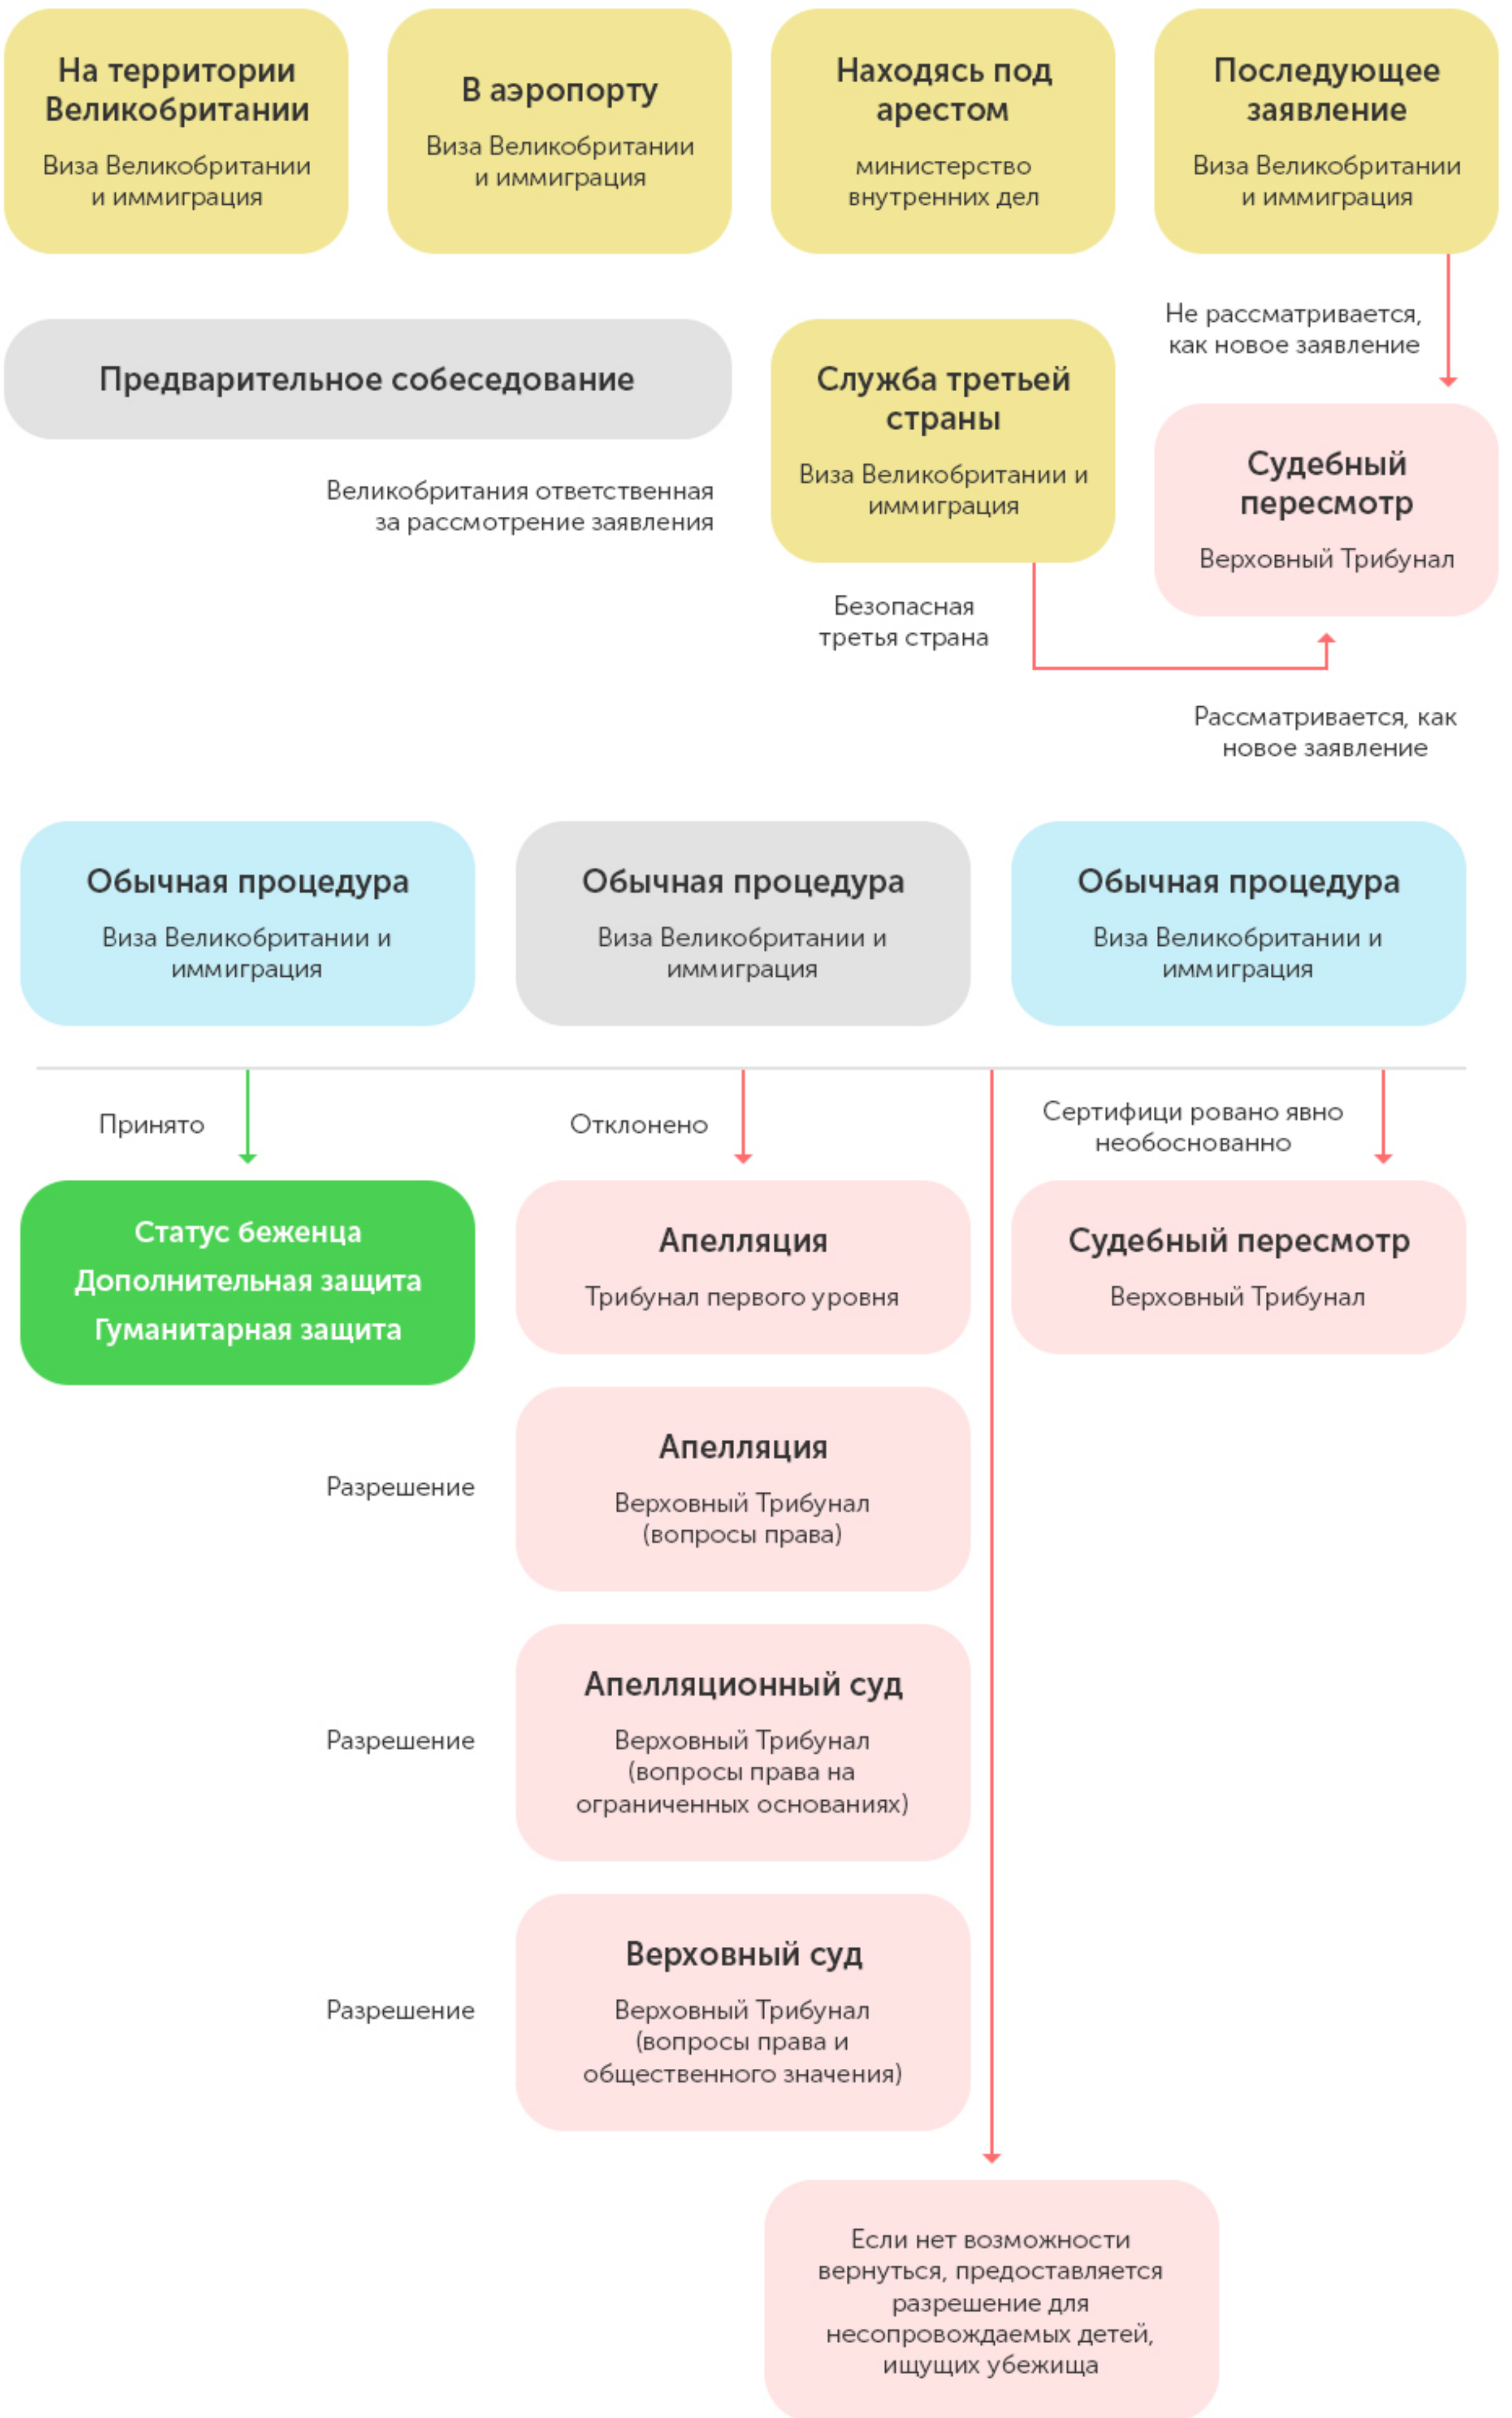 На территории
Великобритании
Виза Великобритании
и иммиграция
В аэропорту
Виза Великобритании
и иммиграция
Находясь под
арестом
министерство
внутренних дел
Последующее
заявление
Виза Великобритании
и иммиграция
Не рассматривается,
как новое заявление
Предварительное собеседование
Великобритания ответственная
за рассмотрение заявления
Служба третьей
страны
Виза Великобритании и
иммиграция
Судебный
пересмотр
Верховный Трибунал
Безопасная
третья страна
Рассматривается, как
новое заявление
Обычная процедура
Виза Великобритании и
иммиграция
Обычная процедура
Виза Великобритании и
иммиграция
Обычная процедура
Виза Великобритании и
иммиграция
Принято
Отклонено
Сертифици ровано явно
необоснованно
Статус беженца
Дополнительная защита
Гуманитарная защита
Апелляция
Трибунал первого уровня
Судебный пересмотр
Верховный Трибунал
Разрешение
Апелляция
Верховный Трибунал
(вопросы права)
Разрешение
Апелляционный суд
Верховный Трибунал
(вопросы права на
ограниченных основаниях)
Разрешение
Верховный суд
Верховный Трибунал
(вопросы права и
общественного значения)
Если нет возможности
вернуться, предоставляется
разрешение для
несопровождаемых детей,
ищущих убежища